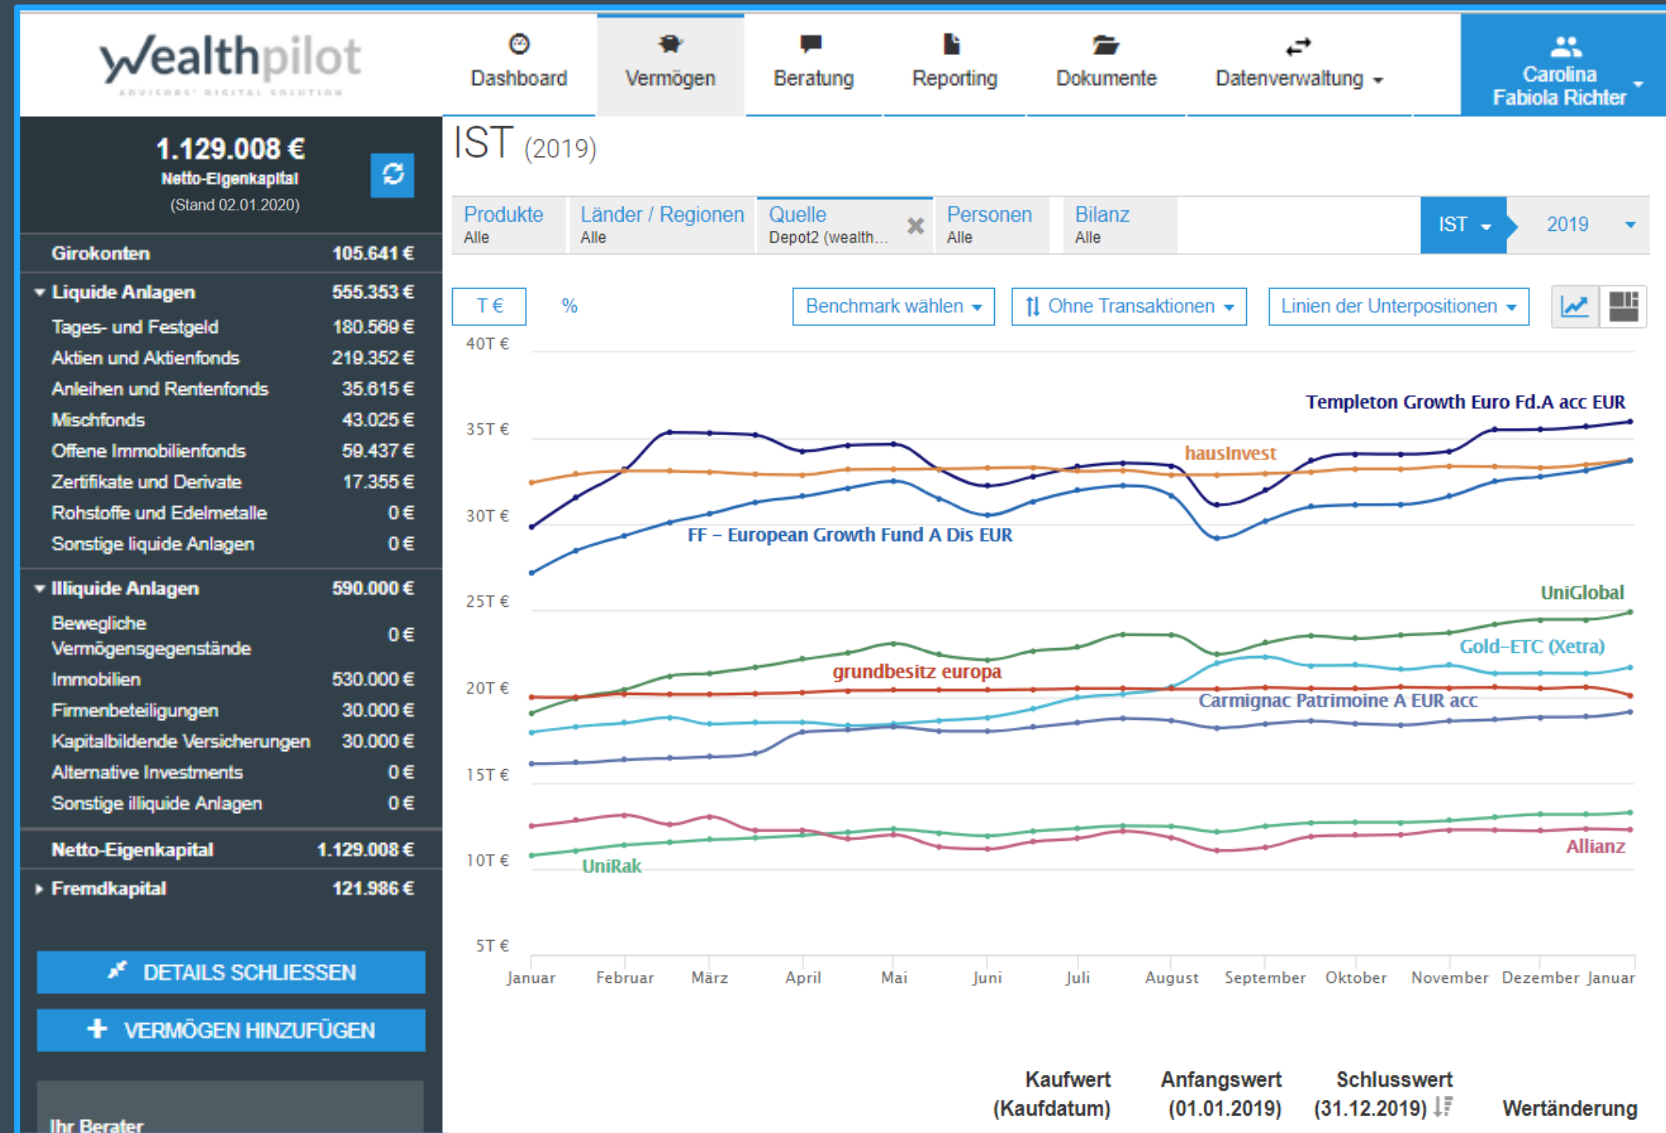 wealthpilot
ADVISORS' DIGITAL SOLUTION
Dashboard
Vermögen
Beratung
Reporting
Dokumente
Datenverwaltung
Carolina
Fabiola Richter
1.129.008 €
Netto-Eigenkapital
(Stand 02.01.2020)
Girokonten 105.641 €
Liquide Anlagen 555.353 €
Tages- und Festgeld 180.569 €
Aktien und Aktienfonds 219.352 €
Anleihen und Rentenfonds 35.615 €
Mischfonds 43.025 €
Offene Immobilienfonds 59.437 €
Zertifikate und Derivate 17.355 €
Rohstoffe und Edelmetalle 0 €
Sonstige liquide Anlagen 0 €
Illiquide Anlagen 590.000 €
Bewegliche
Vermögensgegenstände 0 €
Immobilien 530.000 €
Firmenbeteiligungen 30.000 €
Kapitalbildende Versicherungen 30.000 €
Alternative Investments 0 €
Sonstige illiquide Anlagen 0 €
Netto-Eigenkapital 1.129.008 €
Fremdkapital 121.986 €
DETAILS SCHLIESSEN
VERMÖGEN HINZUFÜGEN
Ihr Berater
IST (2019)
Produkte
Alle
Länder / Regionen
Alle
Quelle
Depot2 (wealth...
Personen
Alle
Bilanz
Alle
IST
2019
T €
%
Benchmark wählen
Ohne Transaktionen
Linien der Unterpositionen
40T €
35T €
30T €
25T €
20T €
15T €
10T €
5T €
Templeton Growth Euro Fd.A acc EUR
hausInvest
FF – European Growth Fund A Dis EUR
UniGlobal
Gold-ETC (Xetra)
grundbesitz europa
Carmignac Patrimoine A EUR acc
Allianz
UniRak
Januar Februar März April Mai Juni Juli August September Oktober November Dezember Januar
Kaufwert
(Kaufdatum)
Anfangswert
(01.01.2019)
Schlusswert
(31.12.2019)
Wertänderung